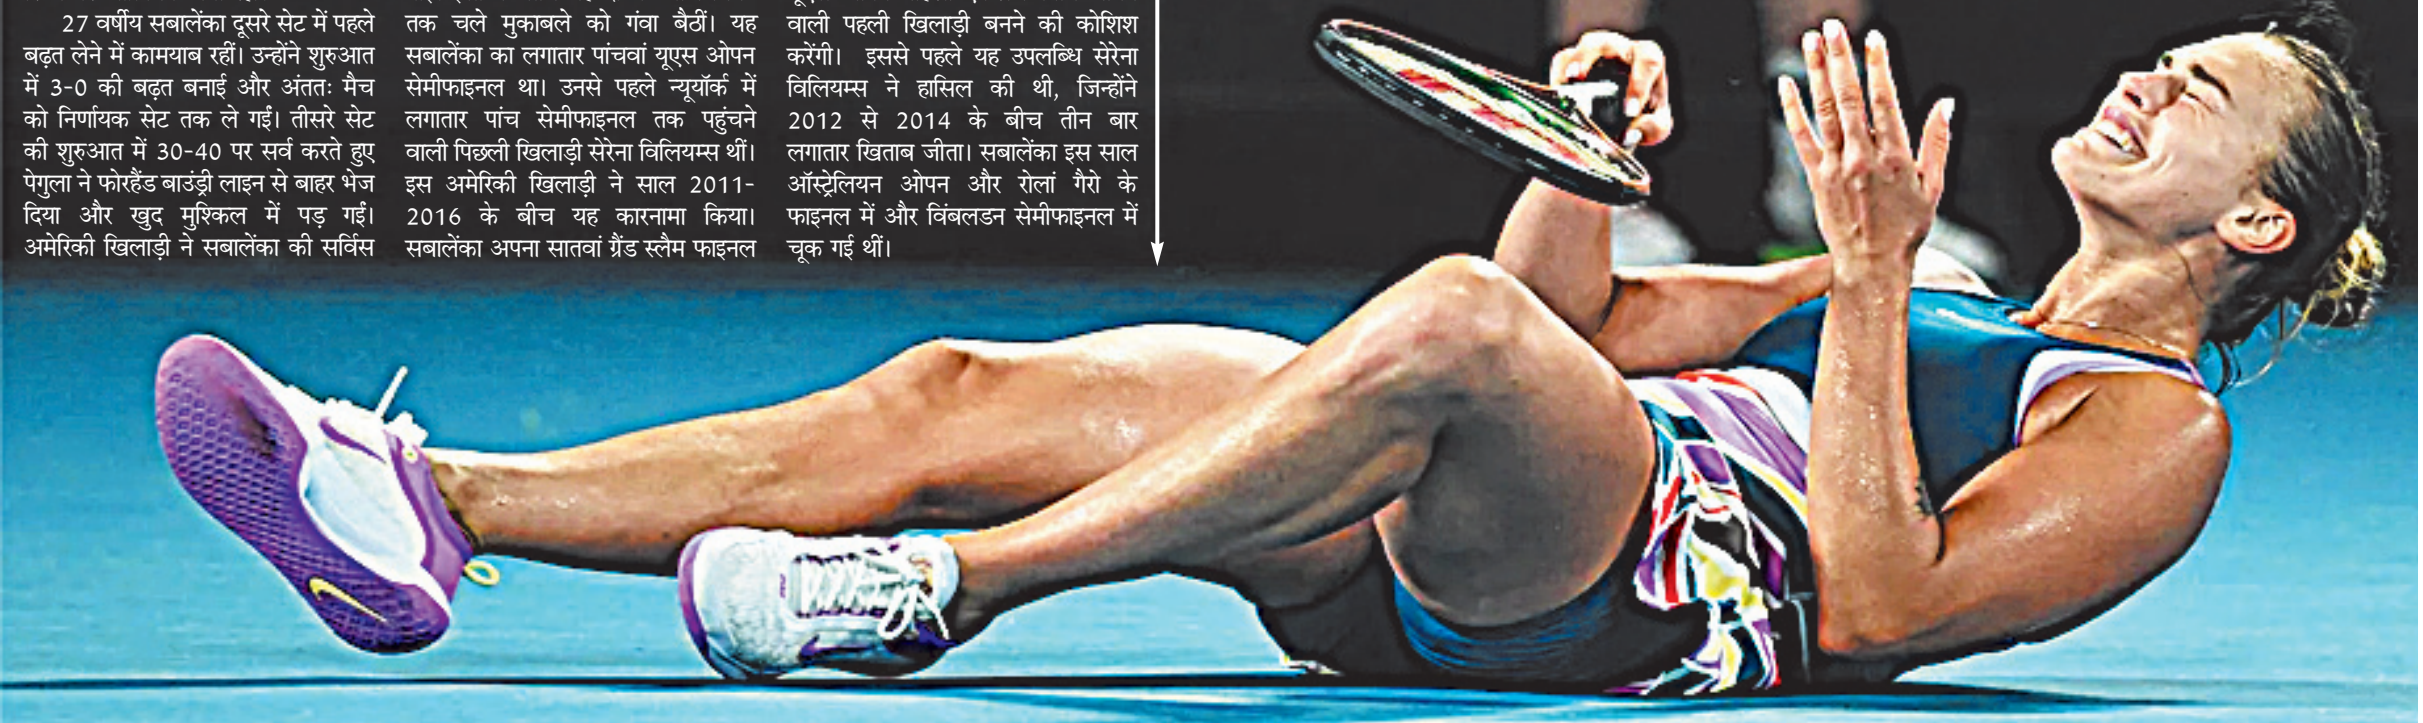 27 वर्षीय सबालेंका दूसरे सेट में पहले
बढ़त लेने में कामयाब रहीं। उन्होंने शुरुआत
में 3-0 की बढ़त बनाई और अंततः मैच
को निर्णायक सेट तक ले गईं। तीसरे सेट
की शुरुआत में 30-40 पर सर्व करते हुए
पेगुला ने फोरहैंड बाउंड्री लाइन से बाहर भेज
दिया और खुद मुश्किल में पड़ गईं।
अमेरिकी खिलाड़ी ने सबालेंका की सर्विस
तक चले मुकाबले को गंवा बैठीं। यह
सबालेंका का लगातार पांचवां यूएस ओपन
सेमीफाइनल था। उनसे पहले न्यूयॉर्क में
लगातार पांच सेमीफाइनल तक पहुंचने
वाली पिछली खिलाड़ी सेरेना विलियम्स थीं।
इस अमेरिकी खिलाड़ी ने साल 2011-
2016 के बीच यह कारनामा किया।
सबालेंका अपना सातवां ग्रैंड स्लैम फाइनल
वाली पहली खिलाड़ी बनने की कोशिश
करेंगी। इससे पहले यह उपलब्धि सेरेना
विलियम्स ने हासिल की थी, जिन्होंने
2012 से 2014 के बीच तीन बार
लगातार खिताब जीता। सबालेंका इस साल
ऑस्ट्रेलियन ओपन और रोलां गैरो के
फाइनल में और विंबलडन सेमीफाइनल में
चूक गई थीं।